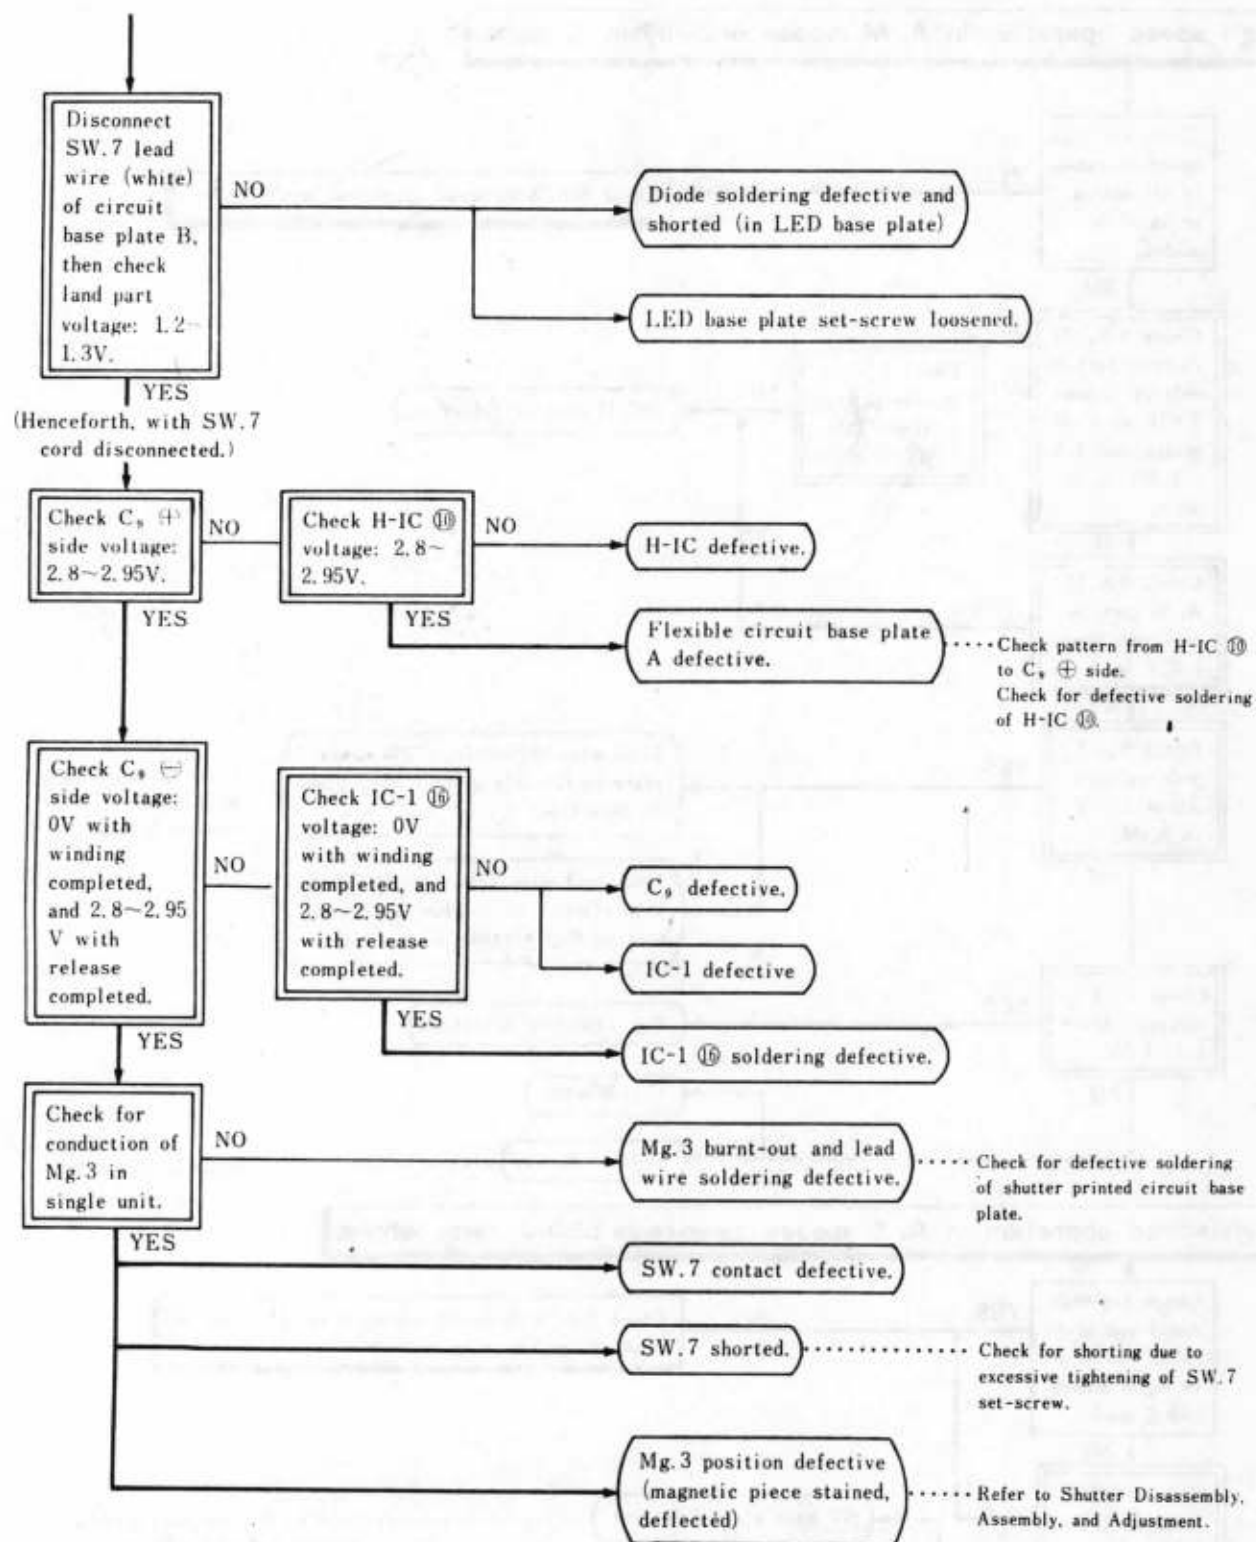 Disconnect
SW.7 lead
wire (white)
of circuit
base plate B,
then check
land part
voltage: 1.2~
1.3V.
NO
Diode soldering defective and
shorted (in LED base plate)
LED base plate set-screw loosened.
YES
(Henceforth, with SW.7
cord disconnected.)
Check C₉ ⊕
side voltage:
2.8~2.95V.
NO
Check H-IC ⑩
voltage: 2.8~
2.95V.
NO
H-IC defective.
YES
YES
Flexible circuit base plate
A defective.
Check pattern from H-IC ⑩
to C₉ ⊕ side.
Check for defective soldering
of H-IC ⑩.
Check C₉ ⊖
side voltage:
0V with
winding
completed,
and 2.8~2.95
V with
release
completed.
NO
Check IC-1 ⑯
voltage: 0V
with winding
completed, and
2.8~2.95V
with release
completed.
NO
C₉ defective.
IC-1 defective
YES
YES
IC-1 ⑯ soldering defective.
Check for
conduction of
Mg.3 in
single unit.
NO
Mg.3 burnt-out and lead
wire soldering defective.
Check for defective soldering
of shutter printed circuit base
plate.
YES
SW.7 contact defective.
SW.7 shorted.
Check for shorting due to
excessive tightening of SW.7
set-screw.
Mg.3 position defective
(magnetic piece stained,
deflected)
Refer to Shutter Disassembly,
Assembly, and Adjustment.